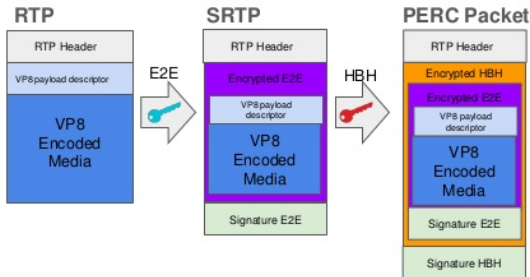 RTP
RTP Header
VP8 payload descriptor
VP8
Encoded
Media
E2E
SRTP
RTP Header
Encrypted E2E
VP8 payload
descriptor
VP8
Encoded
Media
Signature E2E
HBH
PERC Packet
RTP Header
Encrypted HBH
Encrypted E2E
VP8 payload
descriptor
VP8
Encoded
Media
Signature E2E
Signature HBH